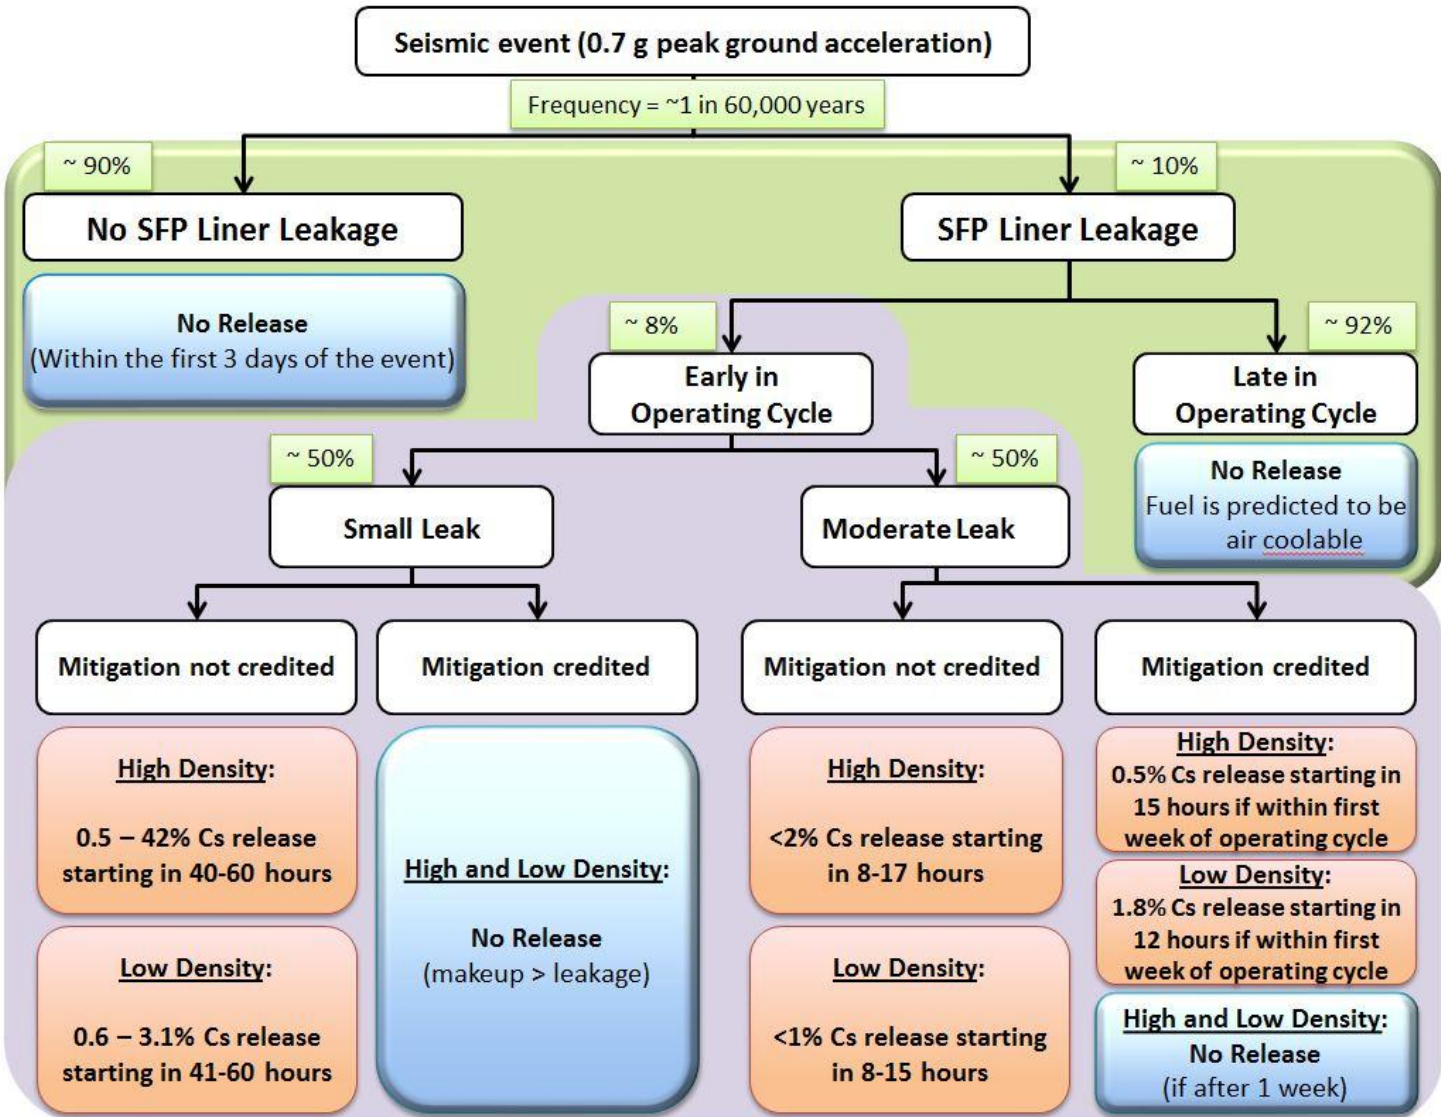 Seismic event (0.7 g peak ground acceleration)
Frequency = ~1 in 60,000 years
~ 90%
~ 10%
No SFP Liner Leakage
SFP Liner Leakage
No Release
(Within the first 3 days of the event)
~ 8%
~ 92%
Early in
Operating Cycle
Late in
Operating Cycle
No Release
Fuel is predicted to be
air coolable
~ 50%
~ 50%
Small Leak
Moderate Leak
Mitigation not credited
Mitigation credited
Mitigation not credited
Mitigation credited
High Density:
0.5 – 42% Cs release
starting in 40-60 hours
Low Density:
0.6 – 3.1% Cs release
starting in 41-60 hours
High and Low Density:
No Release
(makeup > leakage)
High Density:
<2% Cs release starting
in 8-17 hours
Low Density:
<1% Cs release starting
in 8-15 hours
High Density:
0.5% Cs release starting in
15 hours if within first
week of operating cycle
Low Density:
1.8% Cs release starting in
12 hours if within first
week of operating cycle
High and Low Density:
No Release
(if after 1 week)